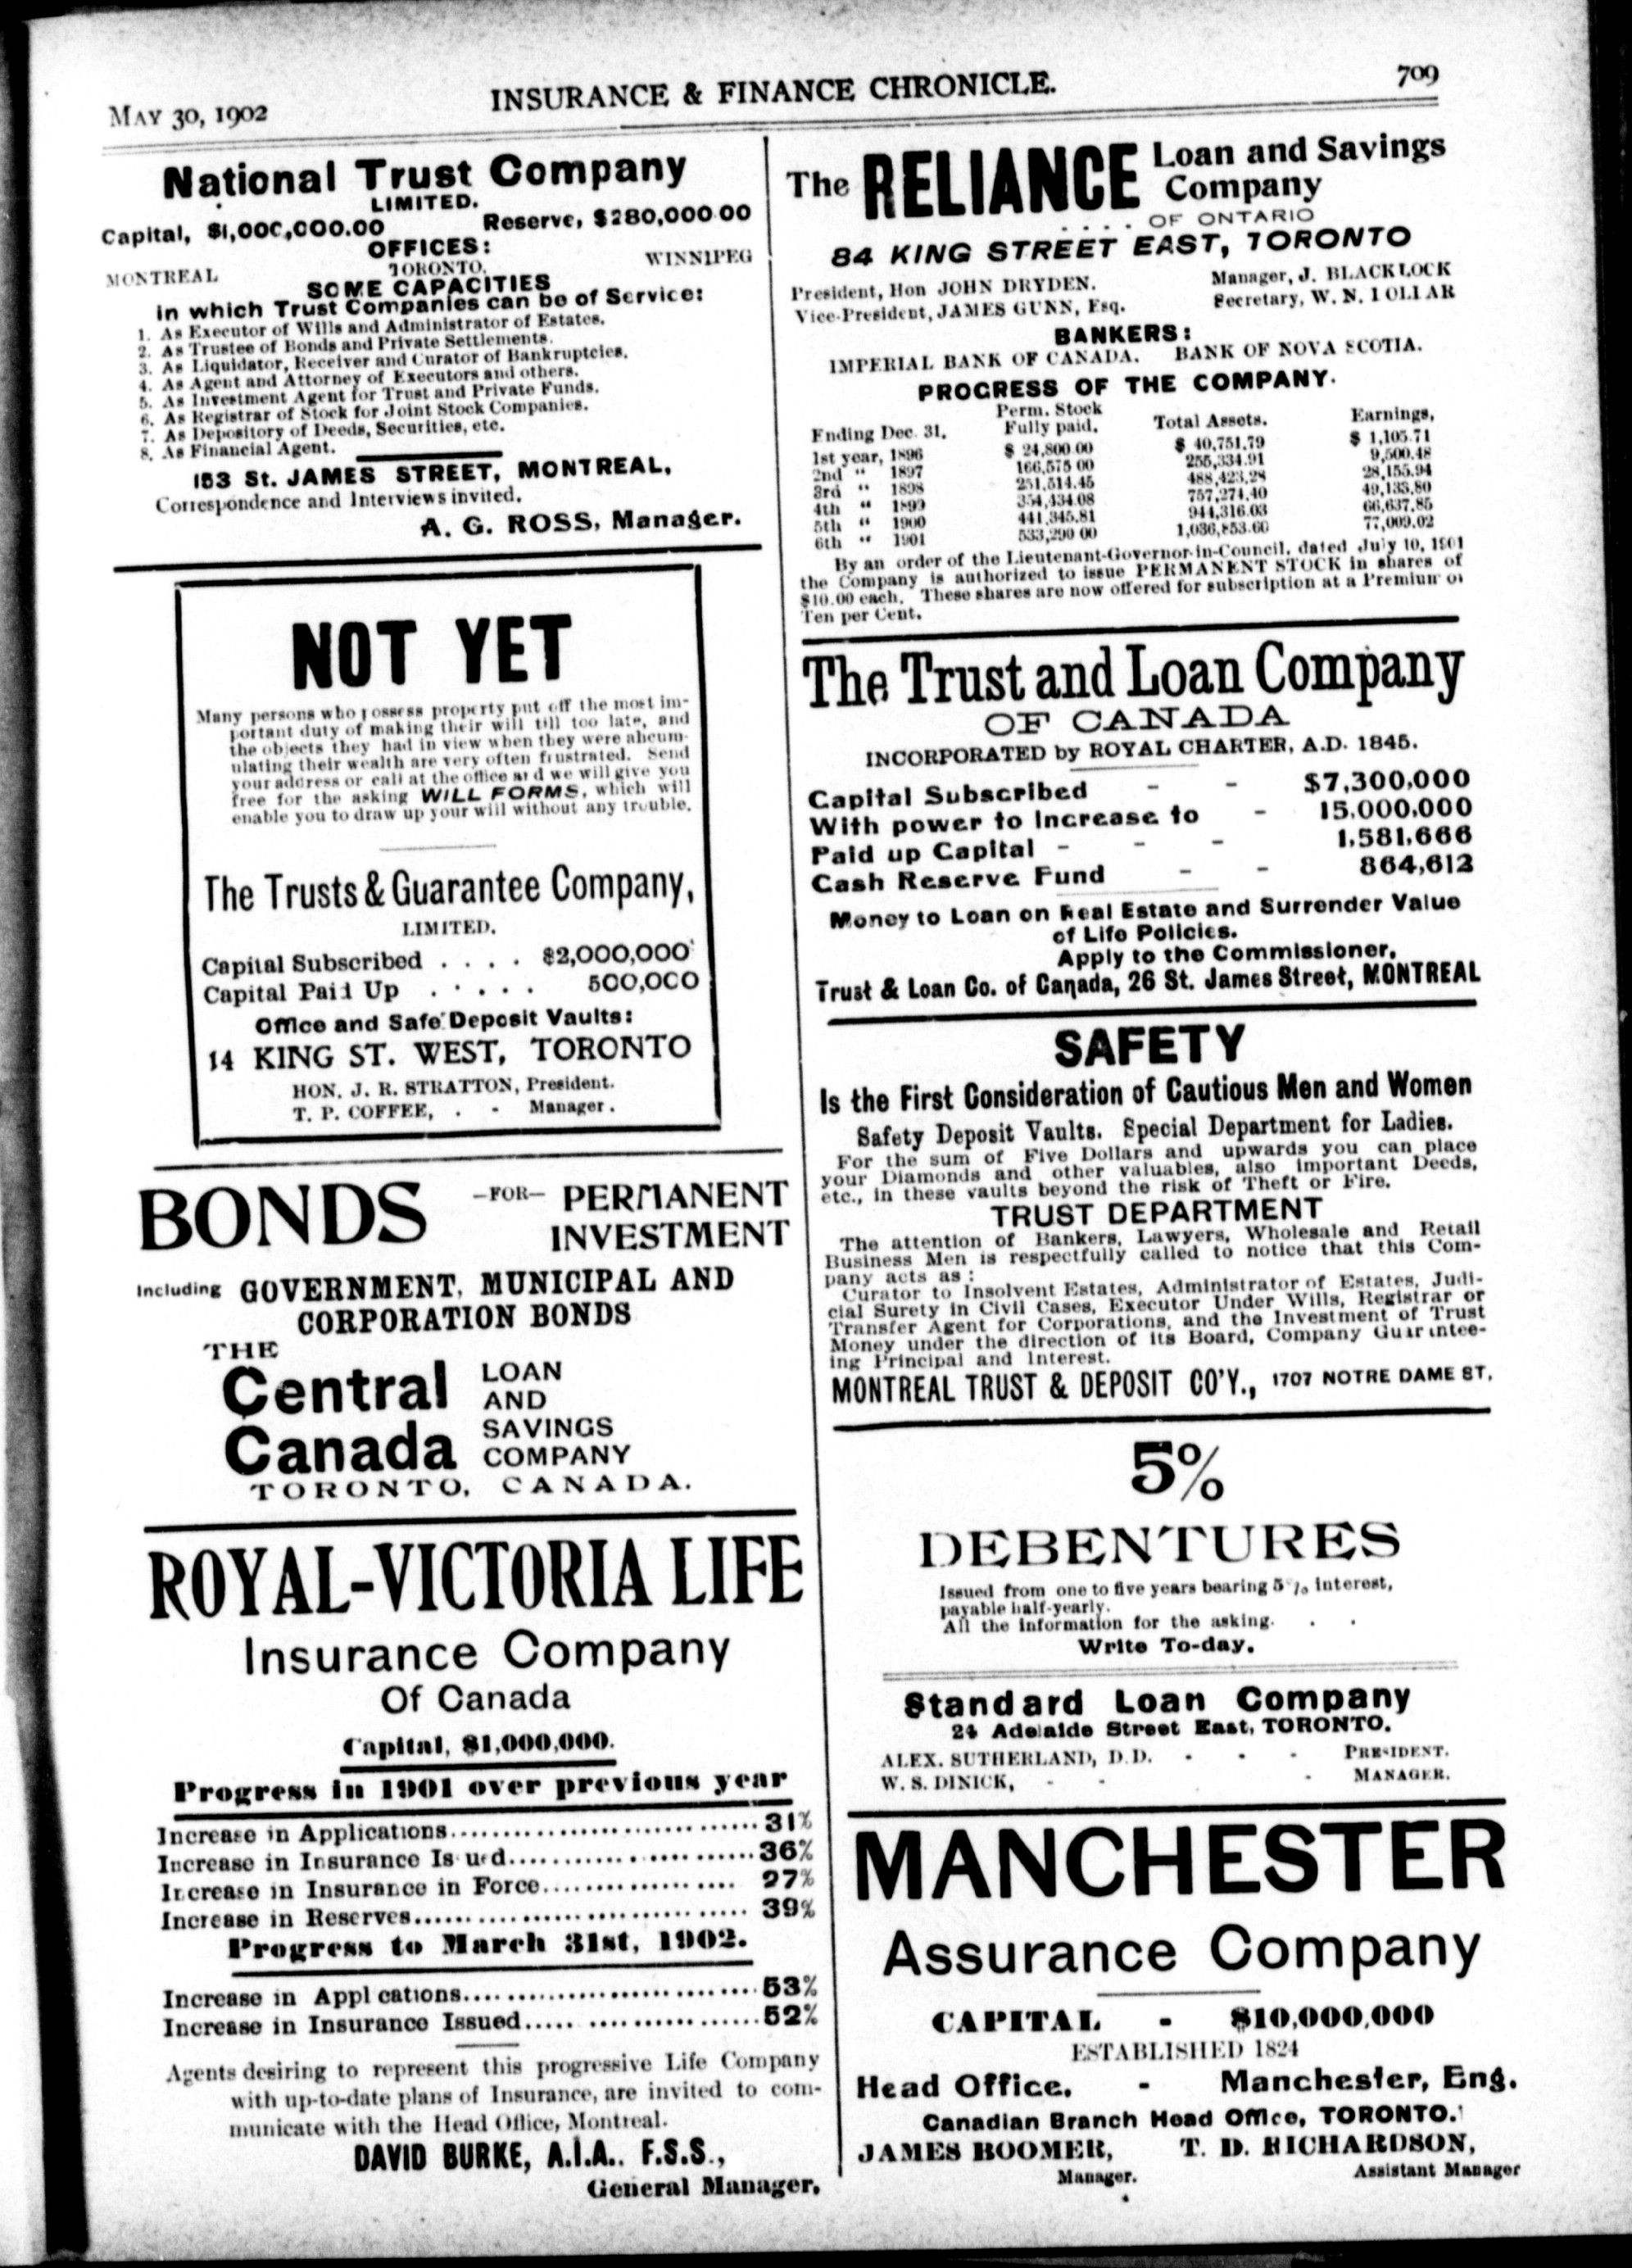 MAY 30, 1902
INSURANCE & FINANCE CHRONICLE.
709
National Trust Company
LIMITED.
Capital, $1,000,000.00 Reserve, $280,000 00
OFFICES:
MONTREAL TORONTO, WINNIPEG
SOME CAPACITIES
in which Trust Companies can be of Service:
1. As Executor of Wills and Administrator of Estates.
2. As Trustee of Bonds and Private Settlements.
3. As Liquidator, Receiver and Curator of Bankruptcies.
4. As Agent and Attorney of Executors and others.
5. As Investment Agent for Trust and Private Funds.
6. As Registrar of Stock for Joint Stock Companies.
7. As Depository of Deeds, Securities, etc.
8. As Financial Agent.
153 St. JAMES STREET, MONTREAL,
Correspondence and Interviews invited.
A. G. ROSS, Manager.
NOT YET
Many persons who possess property put off the most im-
portant duty of making their will till too late, and
the objects they had in view when they were aheum-
ulating their wealth are very often frustrated. Send
your address or call at the office and we will give you
free for the asking WILL FORMS, which will
enable you to draw up your will without any trouble.
The Trusts & Guarantee Company,
LIMITED.
Capital Subscribed . . . . $2,000,000
Capital Paid Up . . . . . 500,000
Office and Safe Deposit Vaults:
14 KING ST. WEST, TORONTO
HON. J. R. STRATTON, President.
T. P. COFFEE, . - Manager.
BONDS —FOR— PERMANENT
INVESTMENT
Including GOVERNMENT, MUNICIPAL AND
CORPORATION BONDS
THE
Central Canada
LOAN
AND
SAVINGS
COMPANY
TORONTO, CANADA.
ROYAL-VICTORIA LIFE
Insurance Company
Of Canada
Capital, $1,000,000.
Progress in 1901 over previous year
Increase in Applications.......... 31%
Increase in Insurance Issued.......... 36%
Increase in Insurance in Force.......... 27%
Increase in Reserves.......... 39%
Progress to March 31st, 1902.
Increase in Applications.......... 53%
Increase in Insurance Issued.......... 52%
Agents desiring to represent this progressive Life Company
with up-to-date plans of Insurance, are invited to com-
municate with the Head Office, Montreal.
DAVID BURKE, A.I.A., F.S.S.,
General Manager.
The RELIANCE Loan and Savings
Company
. . . . OF ONTARIO
84 KING STREET EAST, TORONTO
President, Hon JOHN DRYDEN. Manager, J. BLACKLOCK
Vice-President, JAMES GUNN, Esq. Secretary, W. N. DOLLAR
BANKERS:
IMPERIAL BANK OF CANADA. BANK OF NOVA SCOTIA.
PROGRESS OF THE COMPANY.
Perm. Stock
Ending Dec. 31. Fully paid. Total Assets. Earnings,
1st year, 1896 $ 24,800.00 $ 40,751.79 $ 1,105.71
2nd " 1897 166,575 00 255,334.91 9,500.48
3rd " 1898 251,514.45 488,423.28 28,155.94
4th " 1899 354,434.08 757,274.40 49,133.80
5th " 1900 441,345.81 944,316.03 66,637.85
6th " 1901 533,290 00 1,036,853.60 77,009.02
By an order of the Lieutenant-Governor-in-Council, dated July 10, 1901
the Company is authorized to issue PERMANENT STOCK in shares of
$10.00 each. These shares are now offered for subscription at a Premium of
Ten per Cent.
The Trust and Loan Company
OF CANADA
INCORPORATED by ROYAL CHARTER, A.D. 1845.
Capital Subscribed - - $7,300,000
With power to Increase to - 15,000,000
Paid up Capital - - - 1,581,666
Cash Reserve Fund - - 864,612
Money to Loan on Real Estate and Surrender Value
of Life Policies.
Apply to the Commissioner,
Trust & Loan Co. of Canada, 26 St. James Street, MONTREAL
SAFETY
Is the First Consideration of Cautious Men and Women
Safety Deposit Vaults. Special Department for Ladies.
For the sum of Five Dollars and upwards you can place
your Diamonds and other valuables, also important Deeds,
etc., in these vaults beyond the risk of Theft or Fire.
TRUST DEPARTMENT
The attention of Bankers, Lawyers, Wholesale and Retail
Business Men is respectfully called to notice that this Com-
pany acts as:
Curator to Insolvent Estates, Administrator of Estates, Judi-
cial Surety in Civil Cases, Executor Under Wills, Registrar or
Transfer Agent for Corporations, and the Investment of Trust
Money under the direction of its Board, Company Guarantee-
ing Principal and Interest.
MONTREAL TRUST & DEPOSIT CO'Y., 1707 NOTRE DAME ST.
5%
DEBENTURES
Issued from one to five years bearing 5 % interest,
payable half-yearly.
All the information for the asking. . .
Write To-day.
Standard Loan Company
24 Adelaide Street East, TORONTO.
ALEX. SUTHERLAND, D.D. - - - PRESIDENT.
W. S. DINICK, - - - MANAGER.
MANCHESTER
Assurance Company
CAPITAL - $10,000,000
ESTABLISHED 1824
Head Office, - Manchester, Eng.
Canadian Branch Head Office, TORONTO.
JAMES BOOMER, T. D. RICHARDSON,
Manager. Assistant Manager